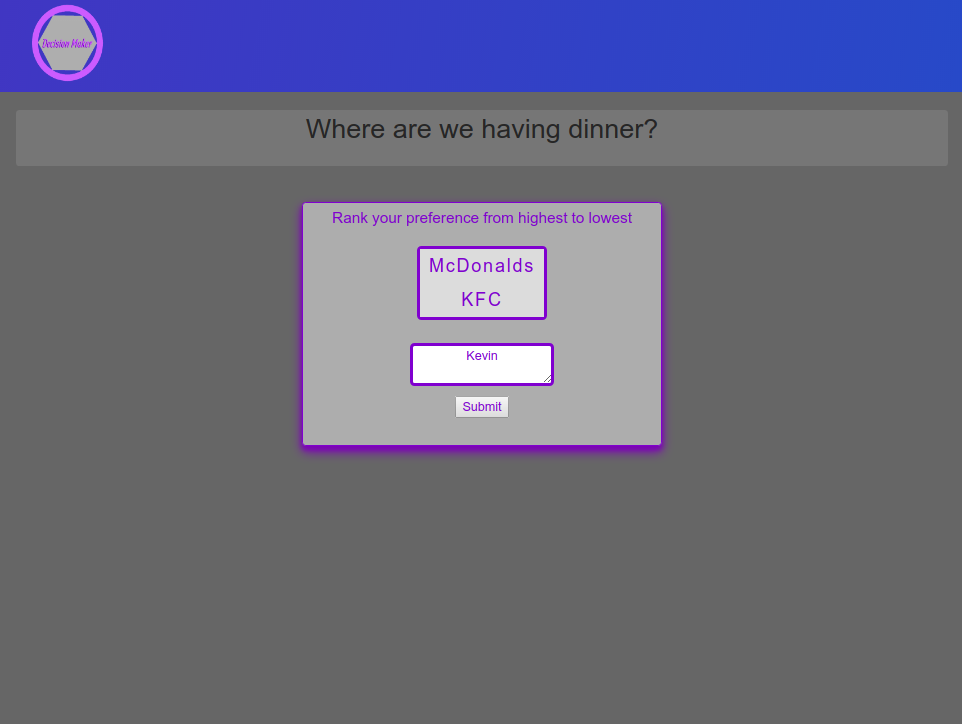 Decision Maker
Where are we having dinner?
Rank your preference from highest to lowest
McDonalds
KFC
Kevin
Submit